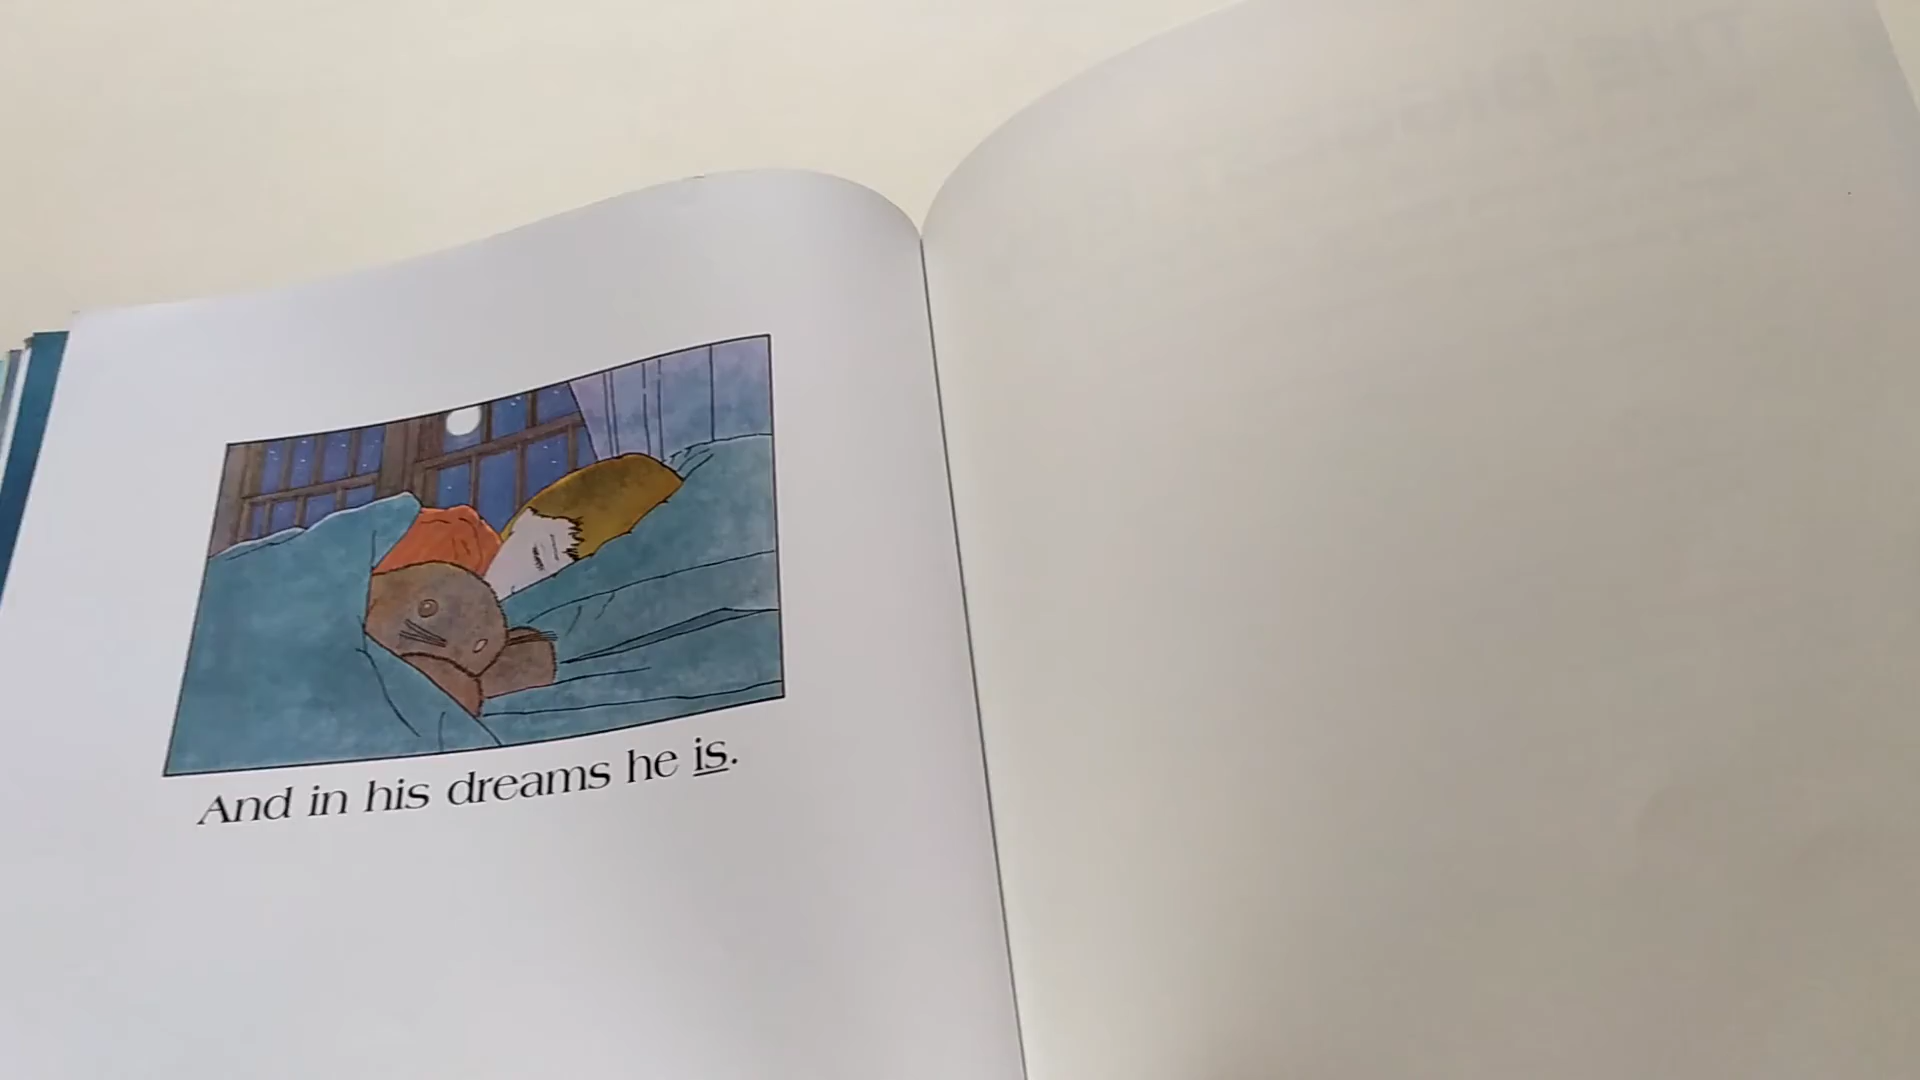 And in his dreams he is.